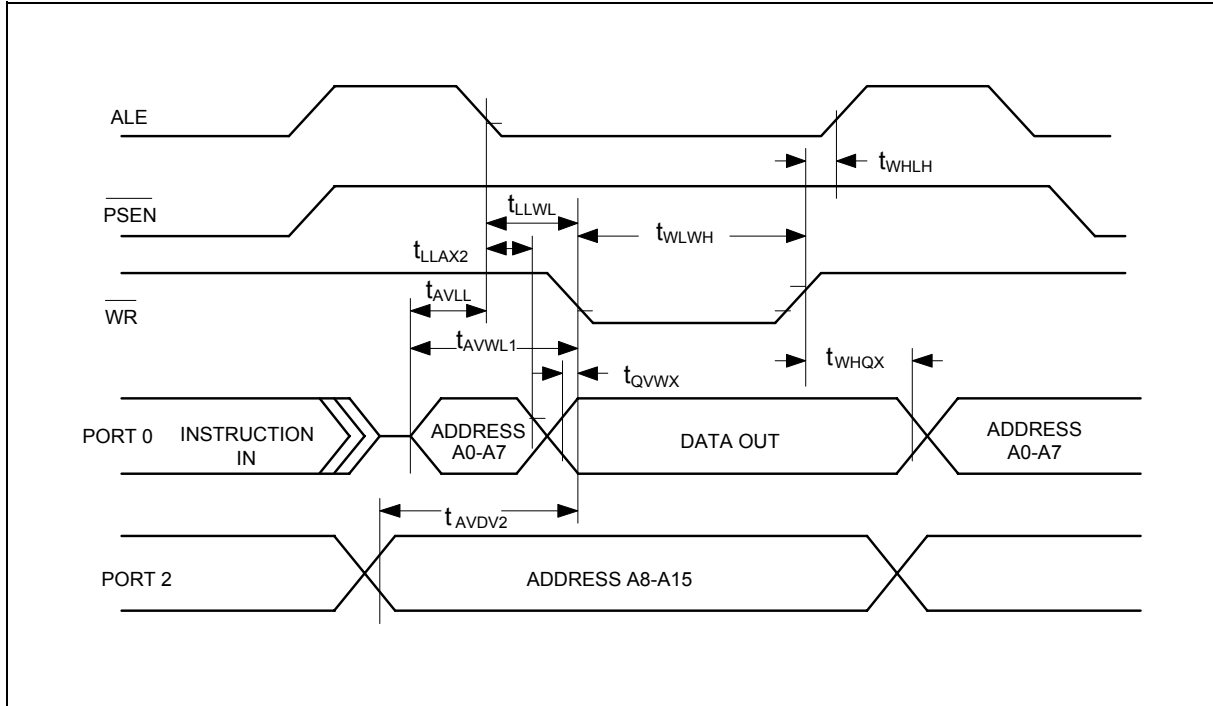 ALE
tWHLH
PSEN
tLLWL
tWLWH
tLLAX2
tAVLL
WR
tAVWL1
tWHQX
tQVWX
PORT 0
INSTRUCTION
IN
ADDRESS
A0-A7
DATA OUT
ADDRESS
A0-A7
tAVDV2
PORT 2
ADDRESS A8-A15